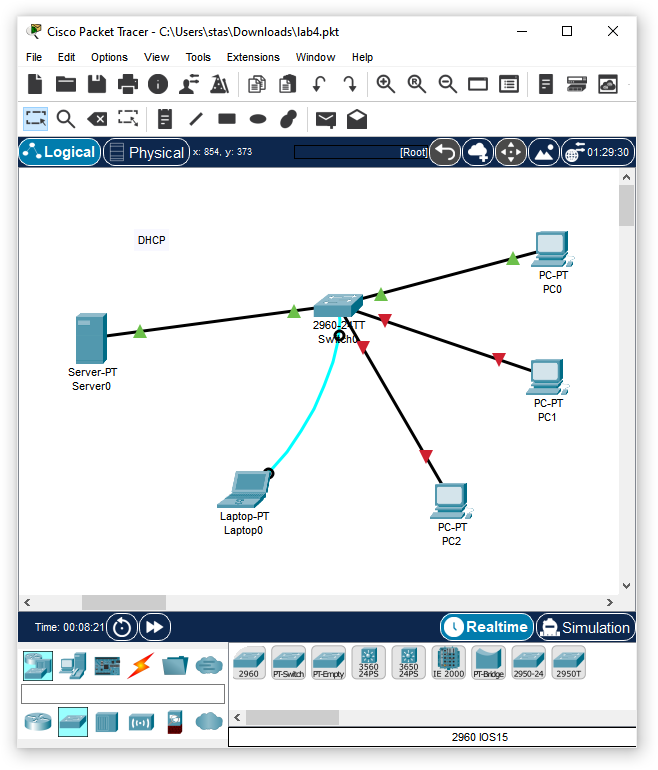 Cisco Packet Tracer - C:\Users\stas\Downloads\lab4.pkt
File Edit Options View Tools Extensions Window Help
Logical Physical x: 854, y: 373 [Root] 01:29:30
DHCP
PC-PT
PC0
2960-24TT
Switch0
Server-PT
Server0
PC-PT
PC1
Laptop-PT
Laptop0
PC-PT
PC2
Time: 00:08:21 Realtime Simulation
2960 PT-Switch PT-Empty 3560 24PS 3650 24PS IE 2000 PT-Bridge 2950-24 2950T
2960 IOS15